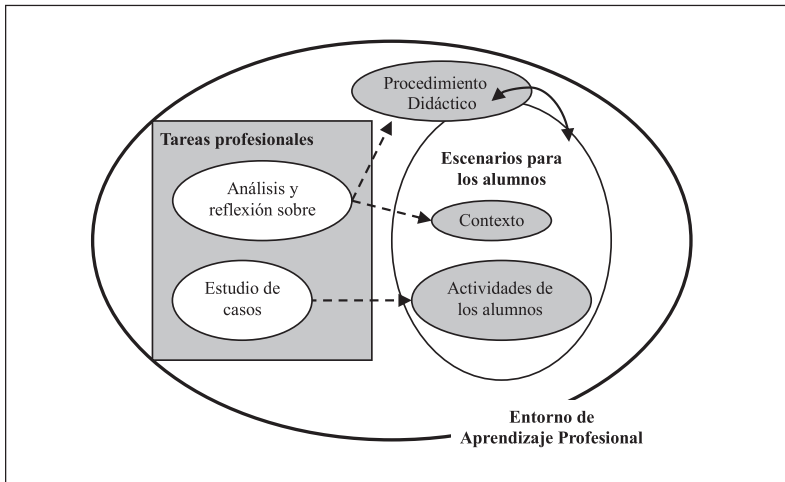 Procedimiento
Didáctico
Tareas profesionales
Análisis y
reflexión sobre
Estudio de
casos
Escenarios para
los alumnos
Contexto
Actividades de
los alumnos
Entorno de
Aprendizaje Profesional